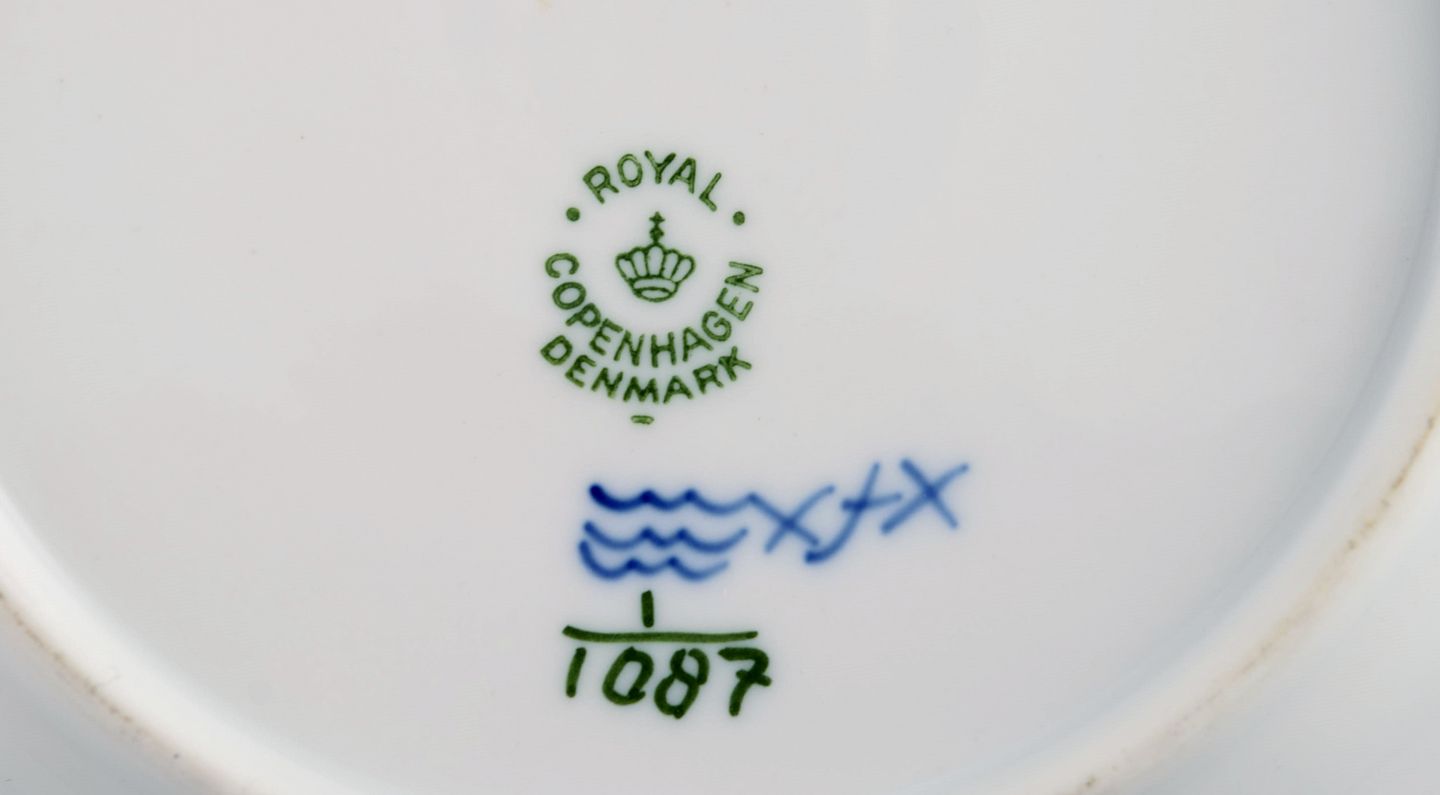 ROYAL
COPENHAGEN
DENMARK
1
1087